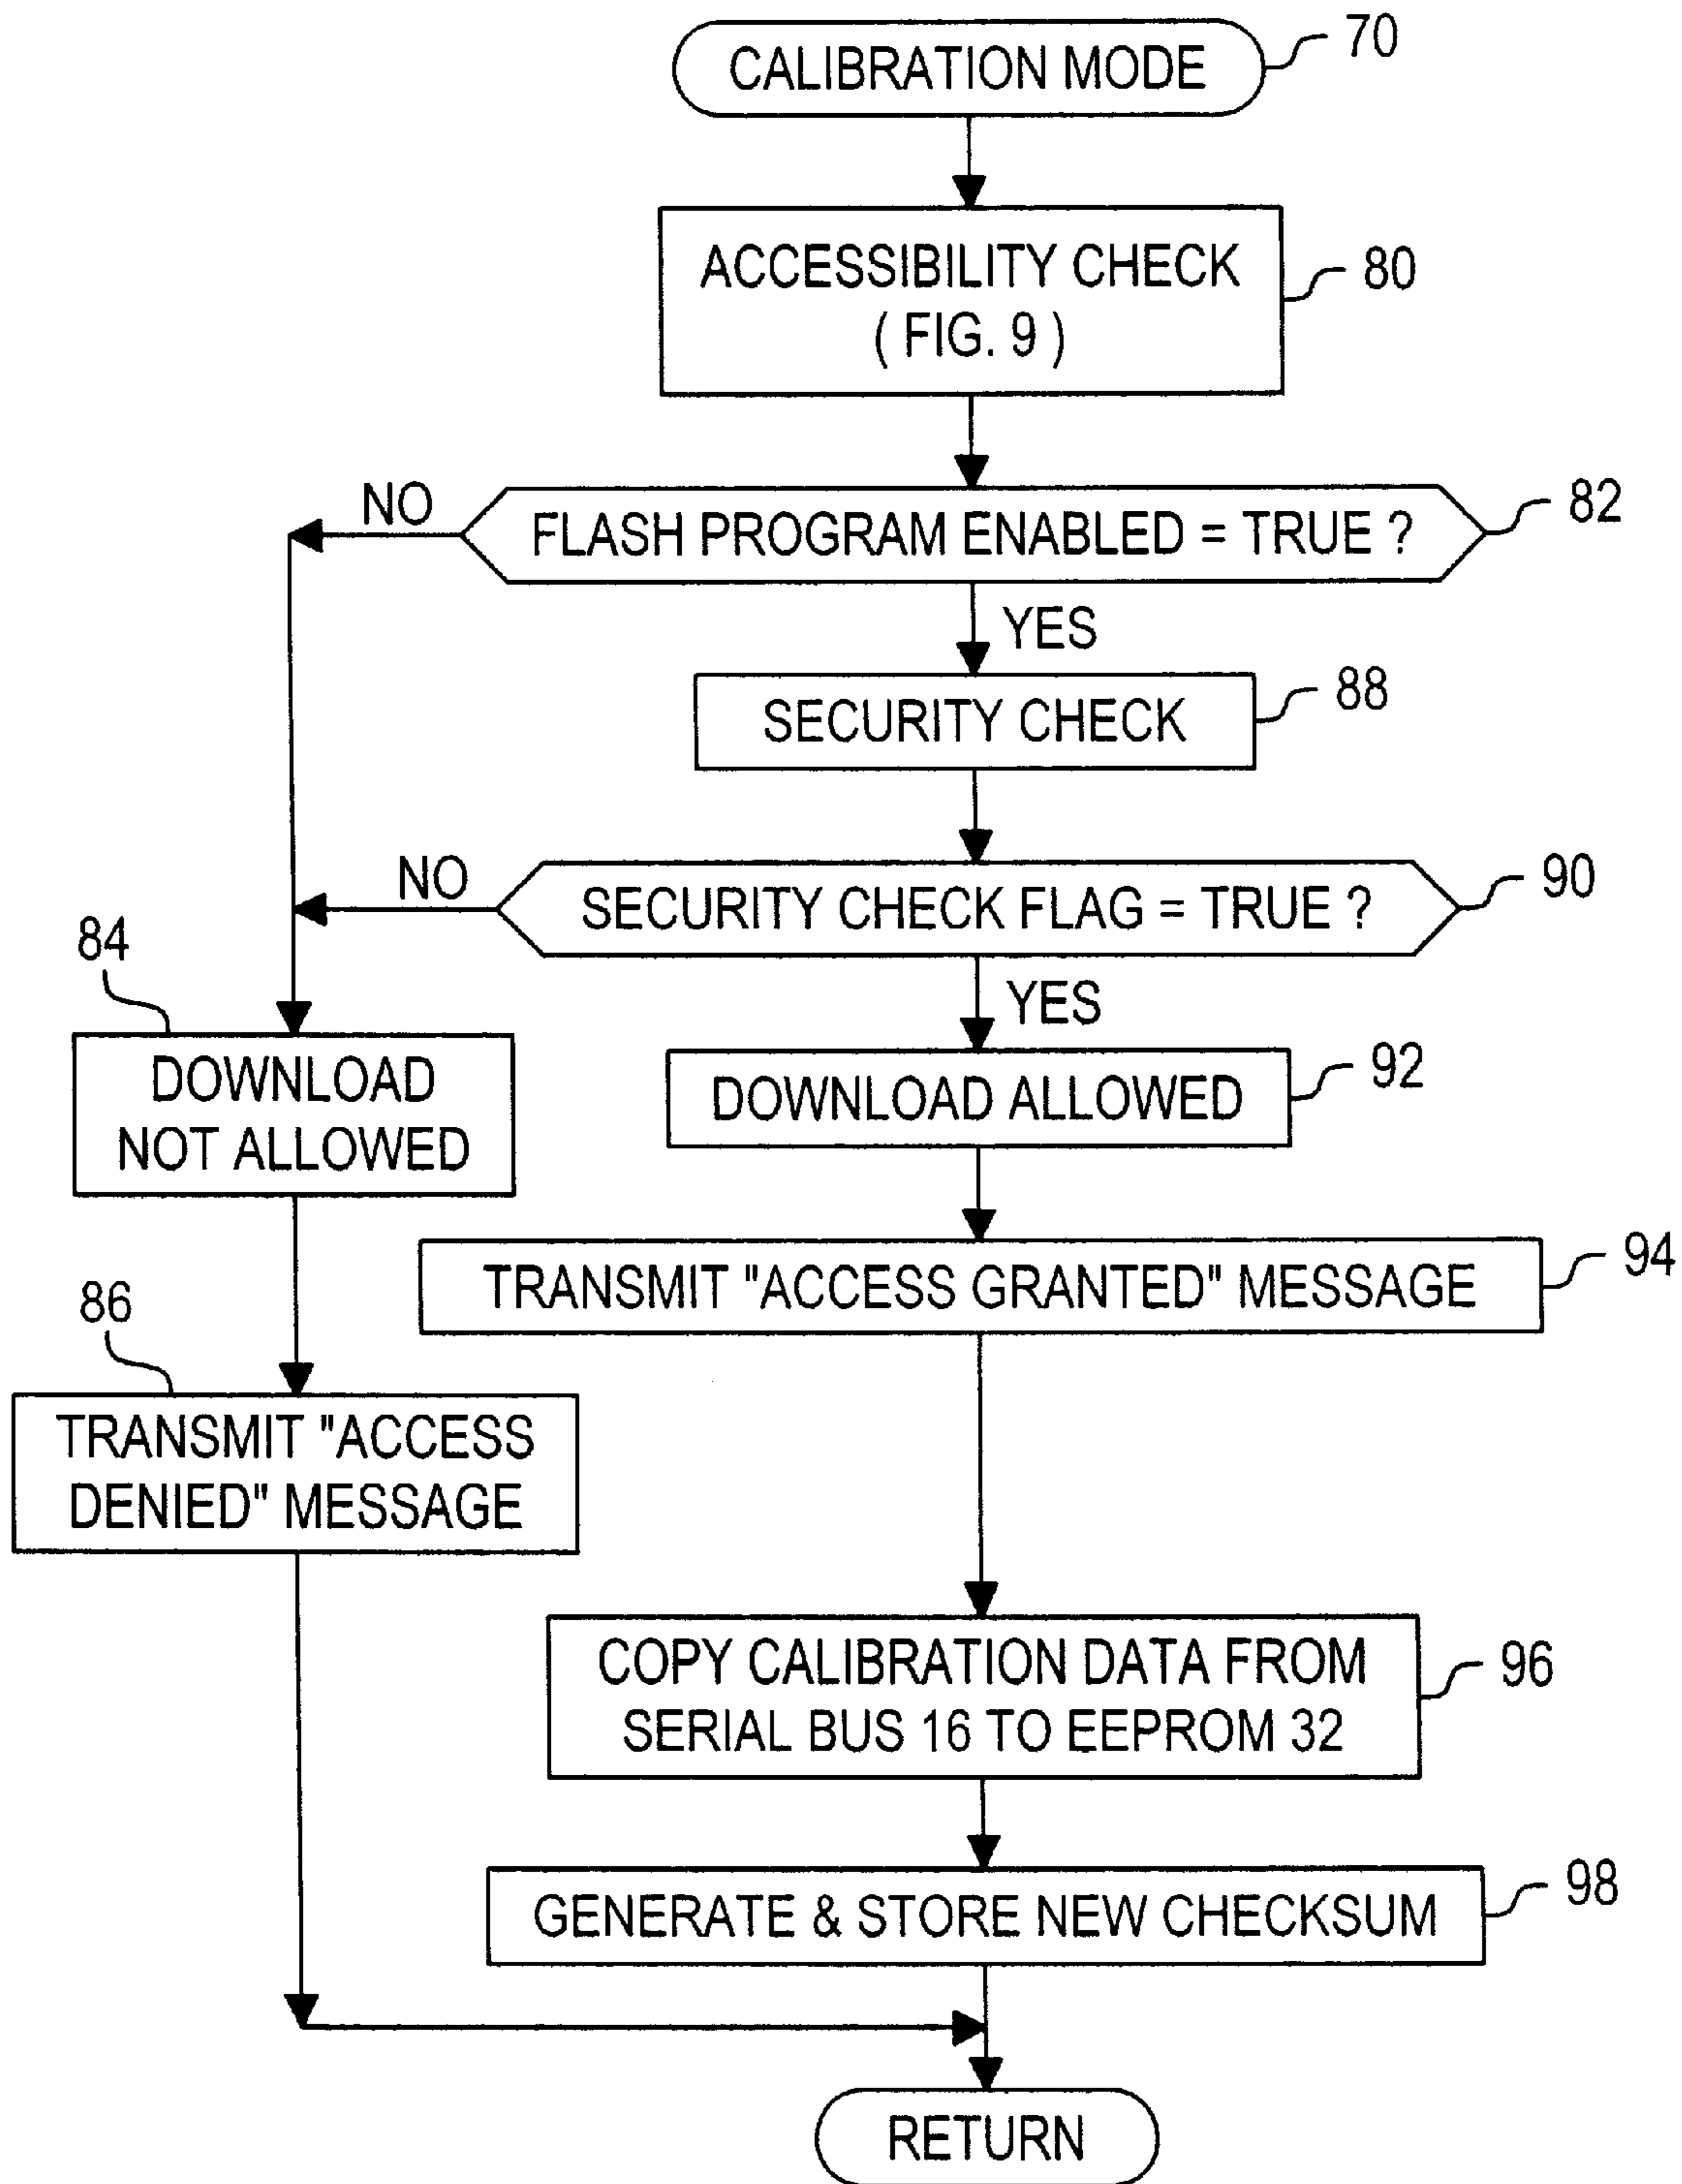 CALIBRATION MODE
70
ACCESSIBILITY CHECK
( FIG. 9 )
80
NO
FLASH PROGRAM ENABLED = TRUE ?
82
YES
SECURITY CHECK
88
NO
SECURITY CHECK FLAG = TRUE ?
90
84
YES
DOWNLOAD
NOT ALLOWED
DOWNLOAD ALLOWED
92
TRANSMIT "ACCESS GRANTED" MESSAGE
94
86
TRANSMIT "ACCESS
DENIED" MESSAGE
COPY CALIBRATION DATA FROM
SERIAL BUS 16 TO EEPROM 32
96
GENERATE & STORE NEW CHECKSUM
98
RETURN